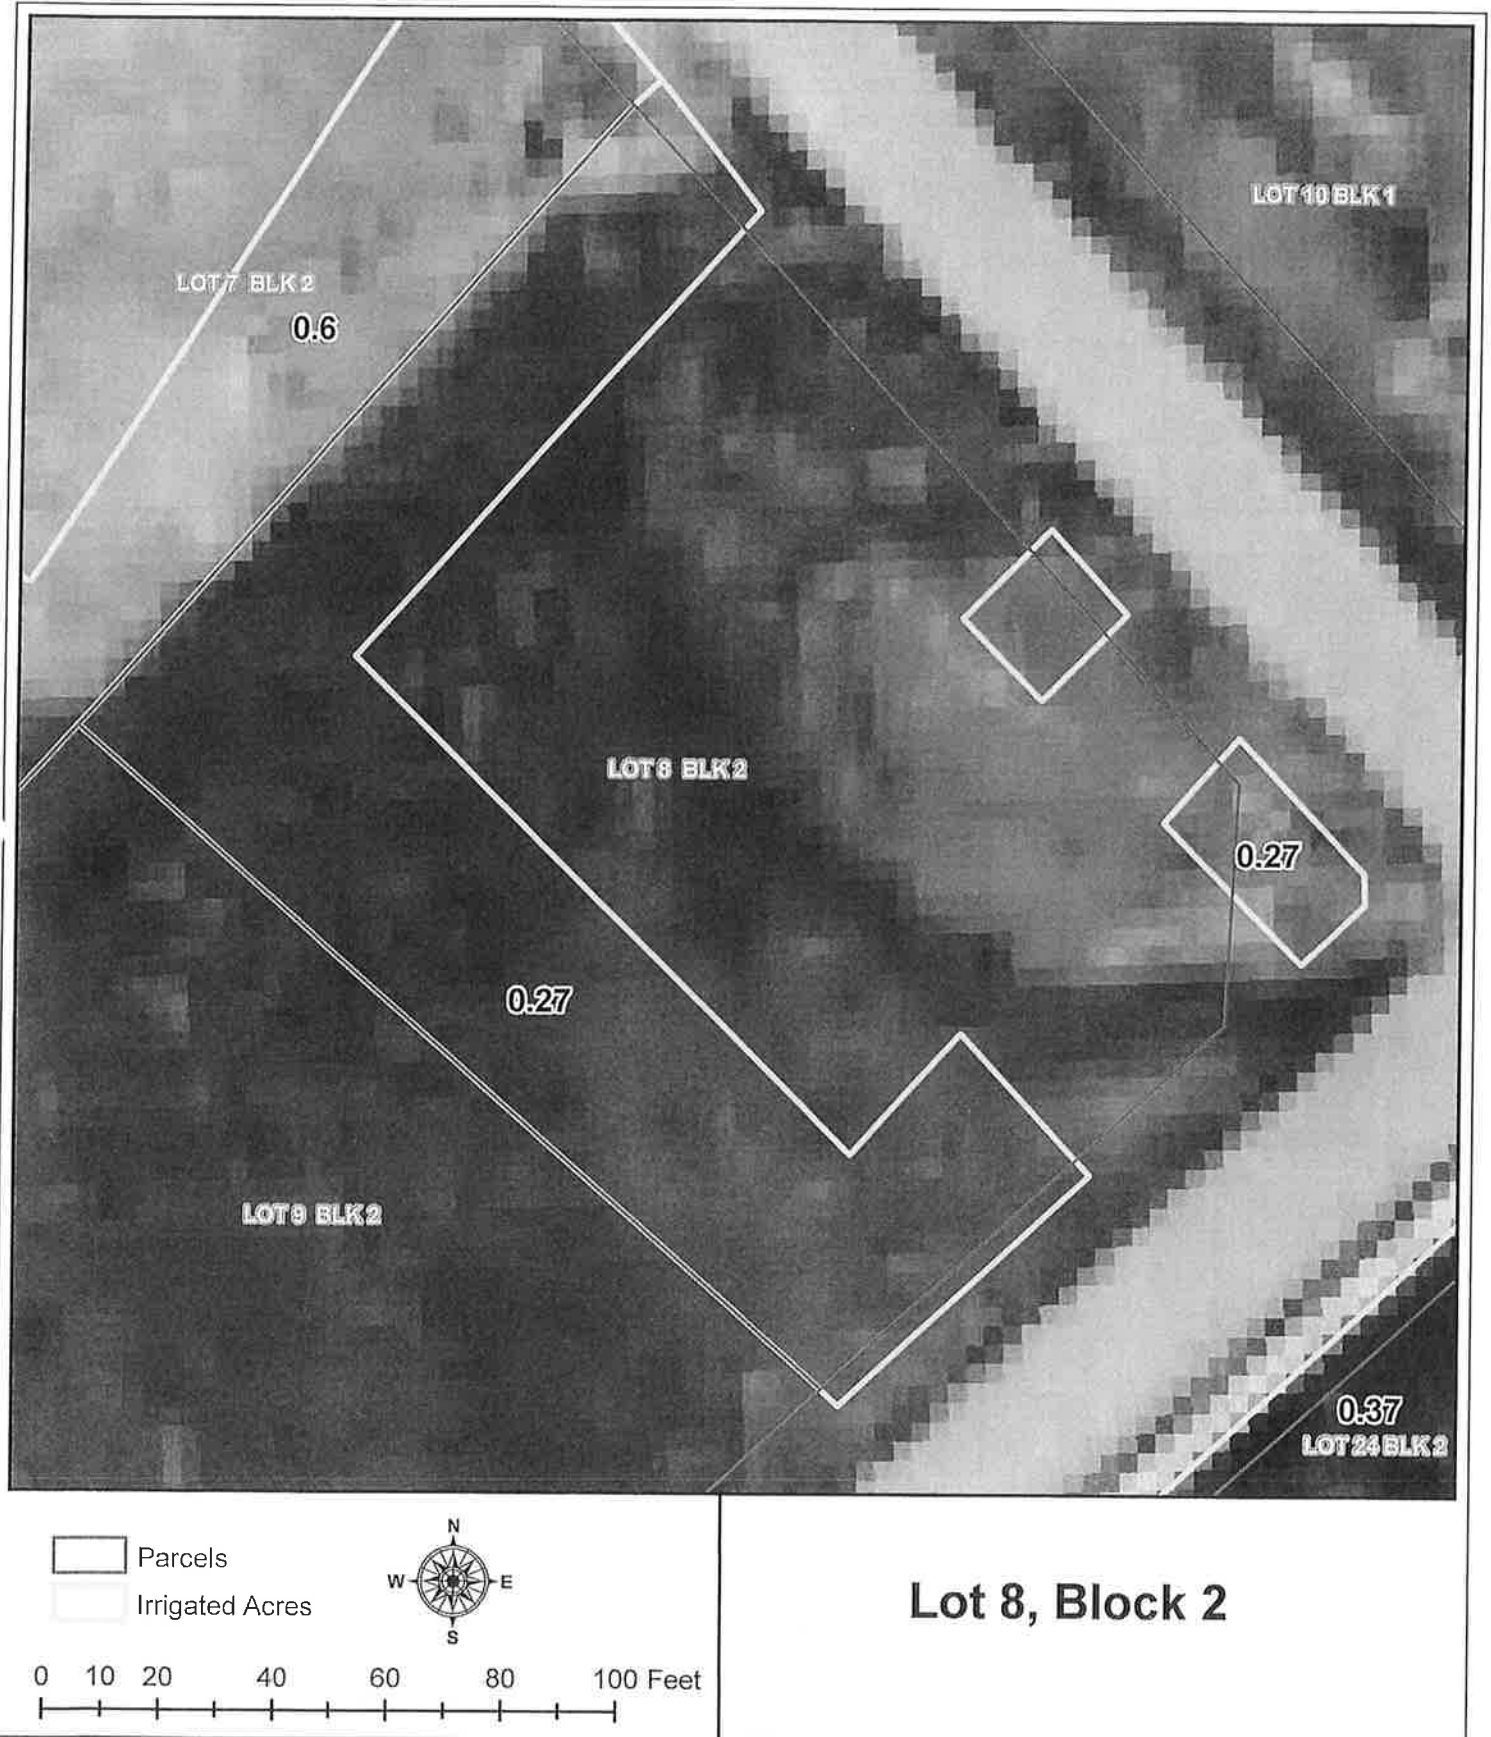 LOT 10 BLK 1
LOT 7 BLK 2
0.6
LOT 8 BLK 2
0.27
0.27
LOT 9 BLK 2
0.37
LOT 24 BLK 2
Parcels
Irrigated Acres
N
W E
S
Lot 8, Block 2
0 10 20 40 60 80 100 Feet